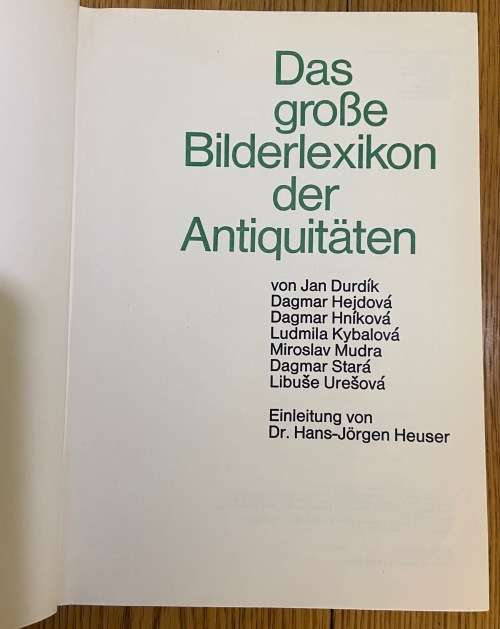 Das
große
Bilderlexikon
der
Antiquitäten
von Jan Durdík
Dagmar Hejdová
Dagmar Hníková
Ludmila Kybalová
Miroslav Mudra
Dagmar Stará
Libuše Urešová
Einleitung von
Dr. Hans-Jörgen Heuser